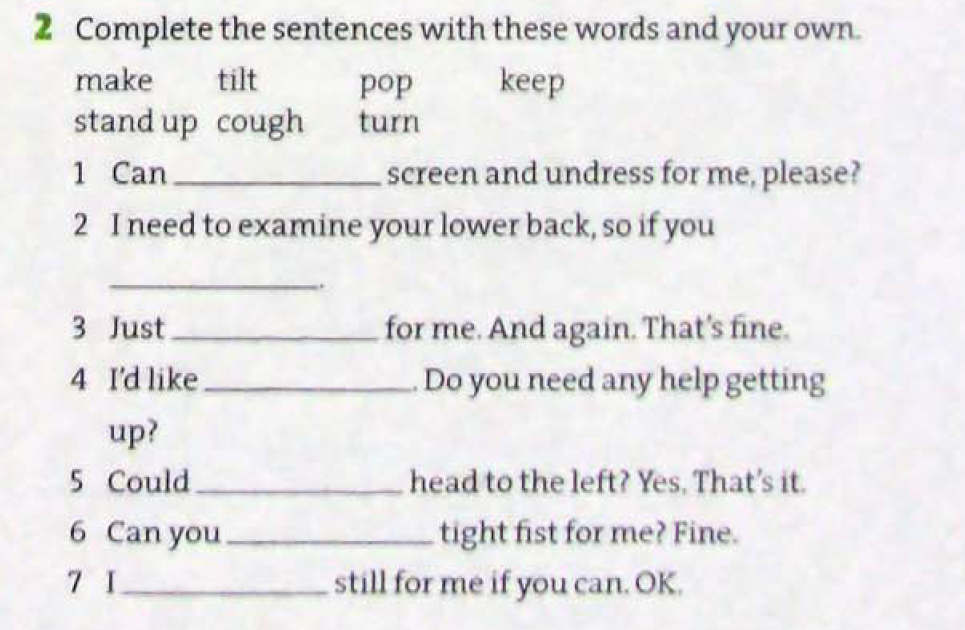 2 Complete the sentences with these words and your own.
make tilt pop keep
stand up cough turn
1 Can ____________ screen and undress for me, please?
2 I need to examine your lower back, so if you
____________.
3 Just ____________ for me. And again. That's fine.
4 I'd like ____________. Do you need any help getting
up?
5 Could ____________ head to the left? Yes. That's it.
6 Can you ____________ tight fist for me? Fine.
7 I ____________ still for me if you can. OK.